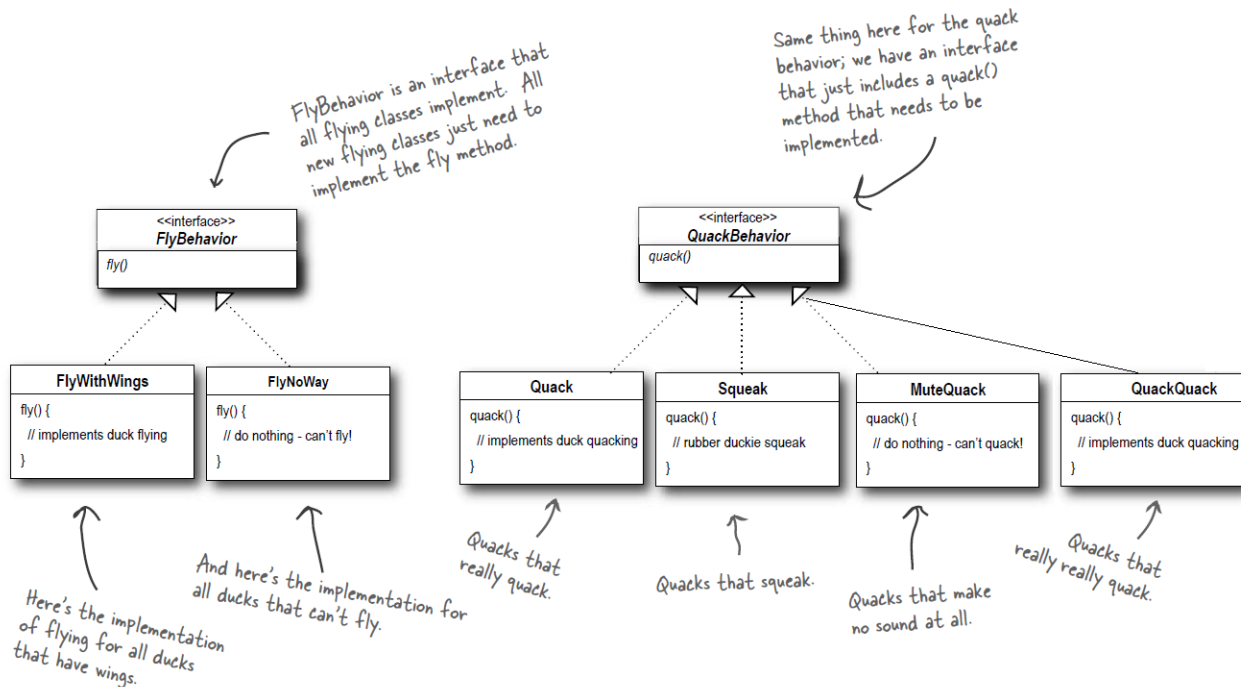 FlyBehavior is an interface that
all flying classes implement. All
new flying classes just need to
implement the fly method.
Same thing here for the quack
behavior; we have an interface
that just includes a quack()
method that needs to be
implemented.
<<interface>>
FlyBehavior
fly()
<<interface>>
QuackBehavior
quack()
FlyWithWings
fly() {
// implements duck flying
}
FlyNoWay
fly() {
// do nothing - can't fly!
}
Quack
quack() {
// implements duck quacking
}
Squeak
quack() {
// rubber duckie squeak
}
MuteQuack
quack() {
// do nothing - can't quack!
}
QuackQuack
quack() {
// implements duck quacking
}
Here's the implementation
of flying for all ducks
that have wings.
And here's the implementation for
all ducks that can't fly.
Quacks that
really quack.
Quacks that squeak.
Quacks that make
no sound at all.
Quacks that
really really quack.